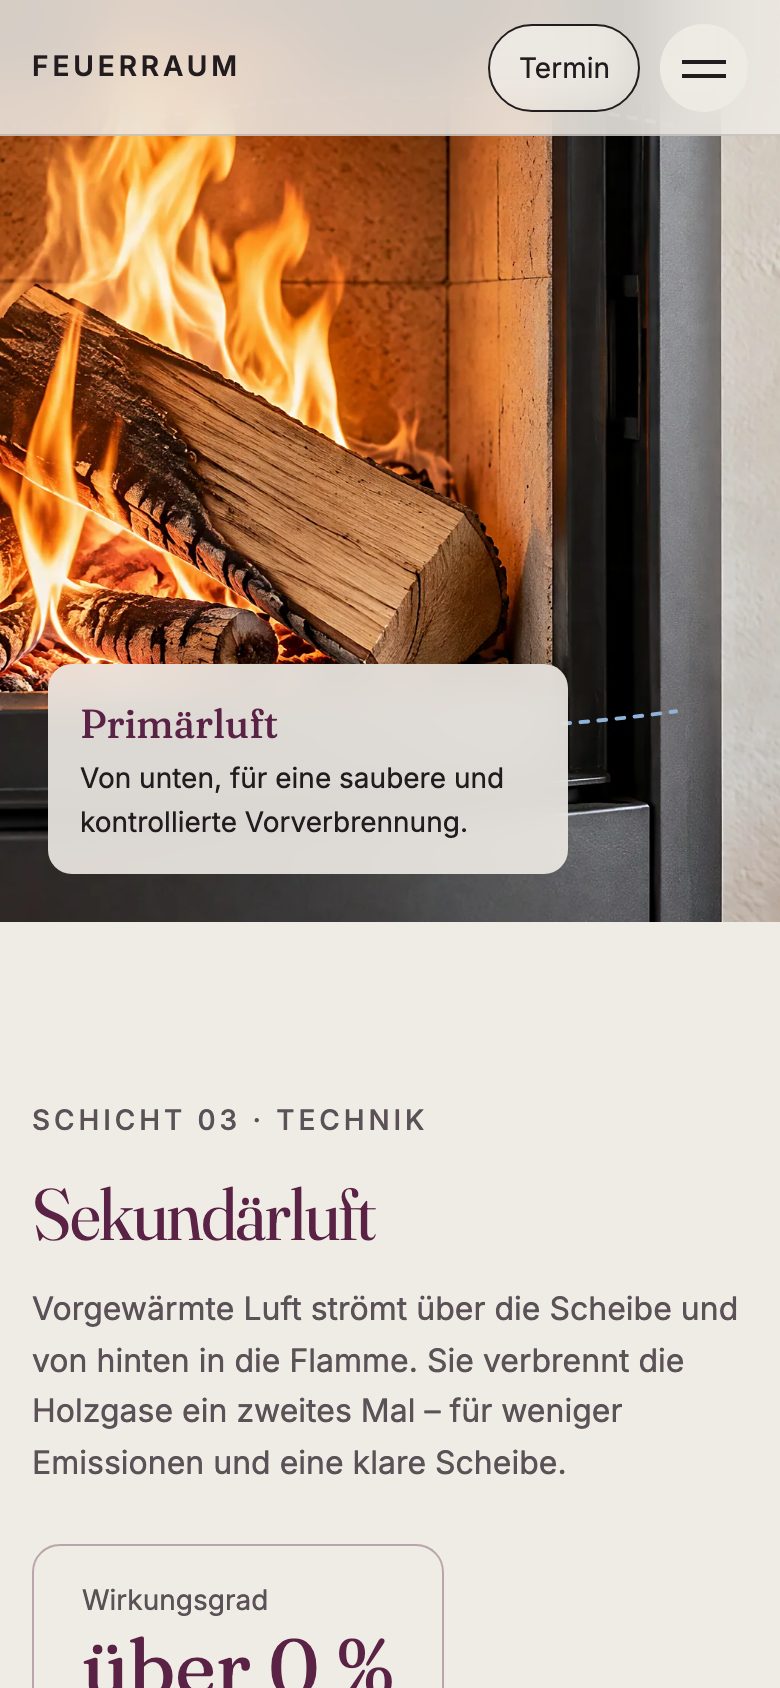 FEUERRAUM
Termin
Primärluft
Von unten, für eine saubere und
kontrollierte Vorverbrennung.
SCHICHT 03 · TECHNIK
Sekundärluft
Vorgewärmte Luft strömt über die Scheibe und
von hinten in die Flamme. Sie verbrennt die
Holzgase ein zweites Mal – für weniger
Emissionen und eine klare Scheibe.
Wirkungsgrad
über 0 %